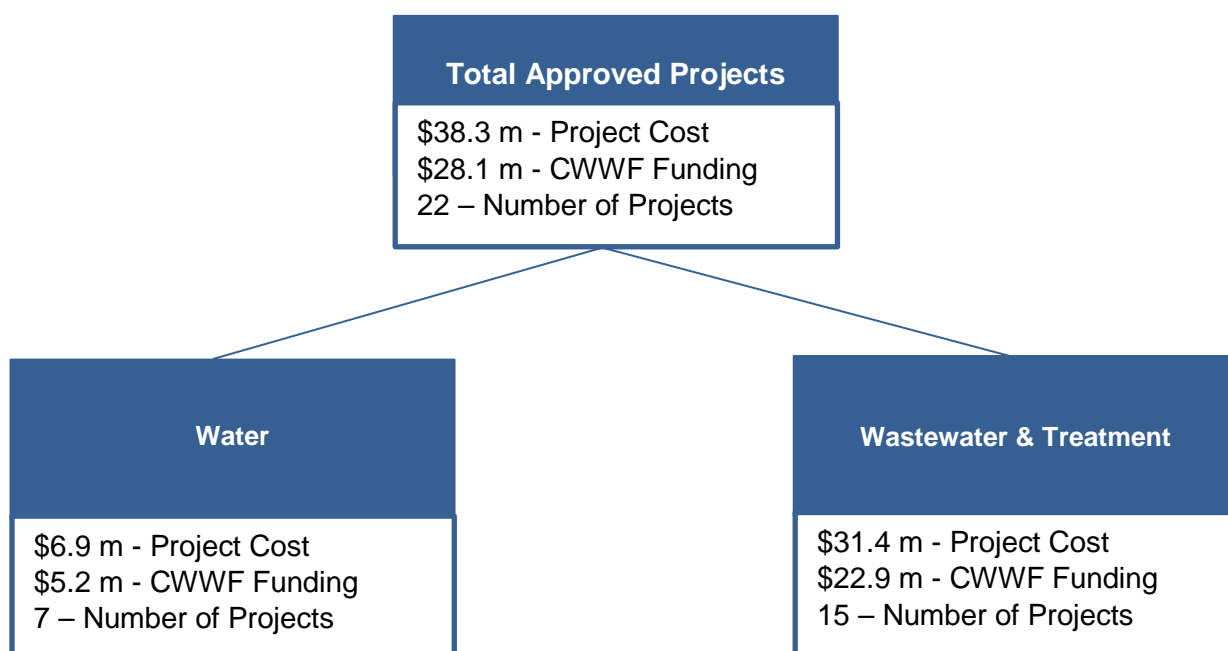 Total Approved Projects
$38.3 m - Project Cost
$28.1 m - CWWF Funding
22 – Number of Projects
Water
$6.9 m - Project Cost
$5.2 m - CWWF Funding
7 – Number of Projects
Wastewater & Treatment
$31.4 m - Project Cost
$22.9 m - CWWF Funding
15 – Number of Projects